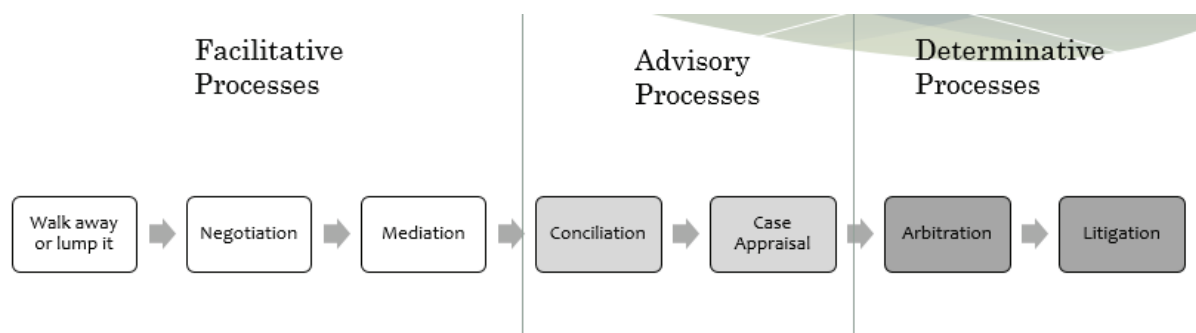 Facilitative
Processes
Advisory
Processes
Determinative
Processes
Walk away
or lump it
Negotiation
Mediation
Conciliation
Case
Appraisal
Arbitration
Litigation